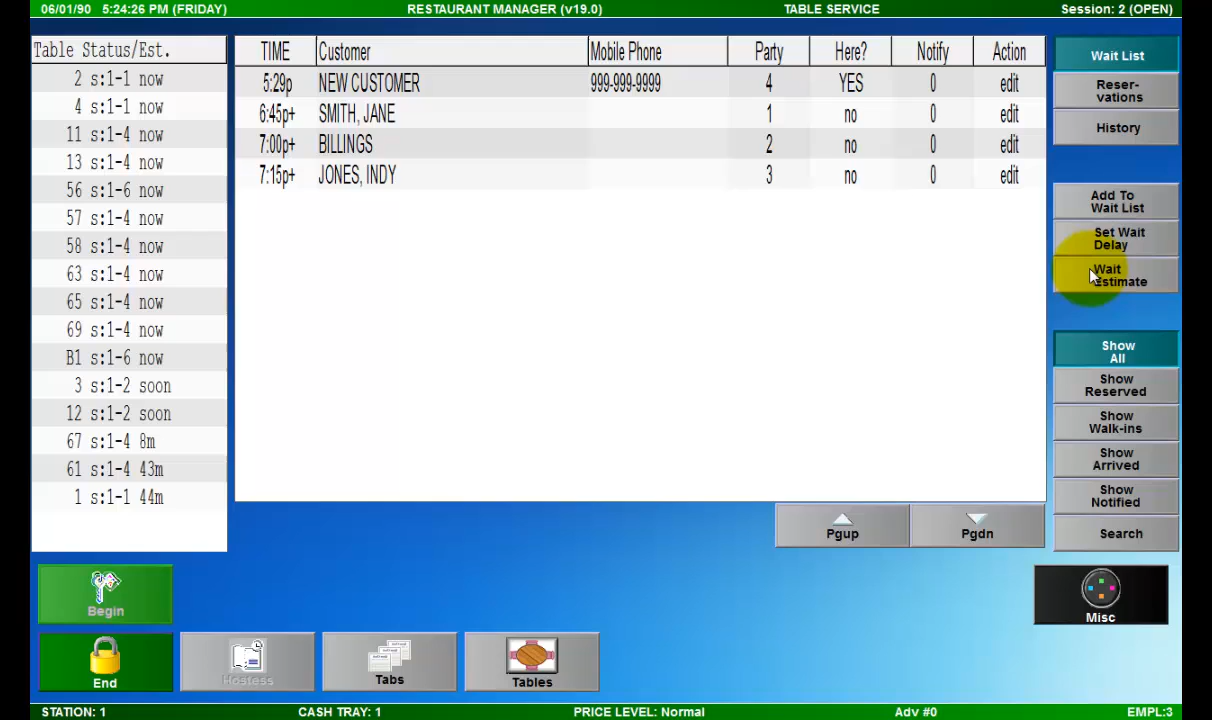 06/01/90 5:24:26 PM (FRIDAY) RESTAURANT MANAGER (v19.0) TABLE SERVICE Session: 2 (OPEN)
Table Status/Est.
2 s:1-1 now
4 s:1-1 now
11 s:1-4 now
13 s:1-4 now
56 s:1-6 now
57 s:1-4 now
58 s:1-4 now
63 s:1-4 now
65 s:1-4 now
69 s:1-4 now
B1 s:1-6 now
3 s:1-2 soon
12 s:1-2 soon
67 s:1-4 8m
61 s:1-4 43m
1 s:1-1 44m
TIME Customer Mobile Phone Party Here? Notify Action
5:29p NEW CUSTOMER 999-999-9999 4 YES 0 edit
6:45p+ SMITH, JANE 1 no 0 edit
7:00p+ BILLINGS 2 no 0 edit
7:15p+ JONES, INDY 3 no 0 edit
Pgup
Pgdn
Wait List
Reser-
vations
History
Add To
Wait List
Set Wait
Delay
Wait
Estimate
Show
All
Show
Reserved
Show
Walk-ins
Show
Arrived
Show
Notified
Search
Begin
Misc
End
Hostess
Tabs
Tables
STATION: 1 CASH TRAY: 1 PRICE LEVEL: Normal Adv #0 EMPL:3